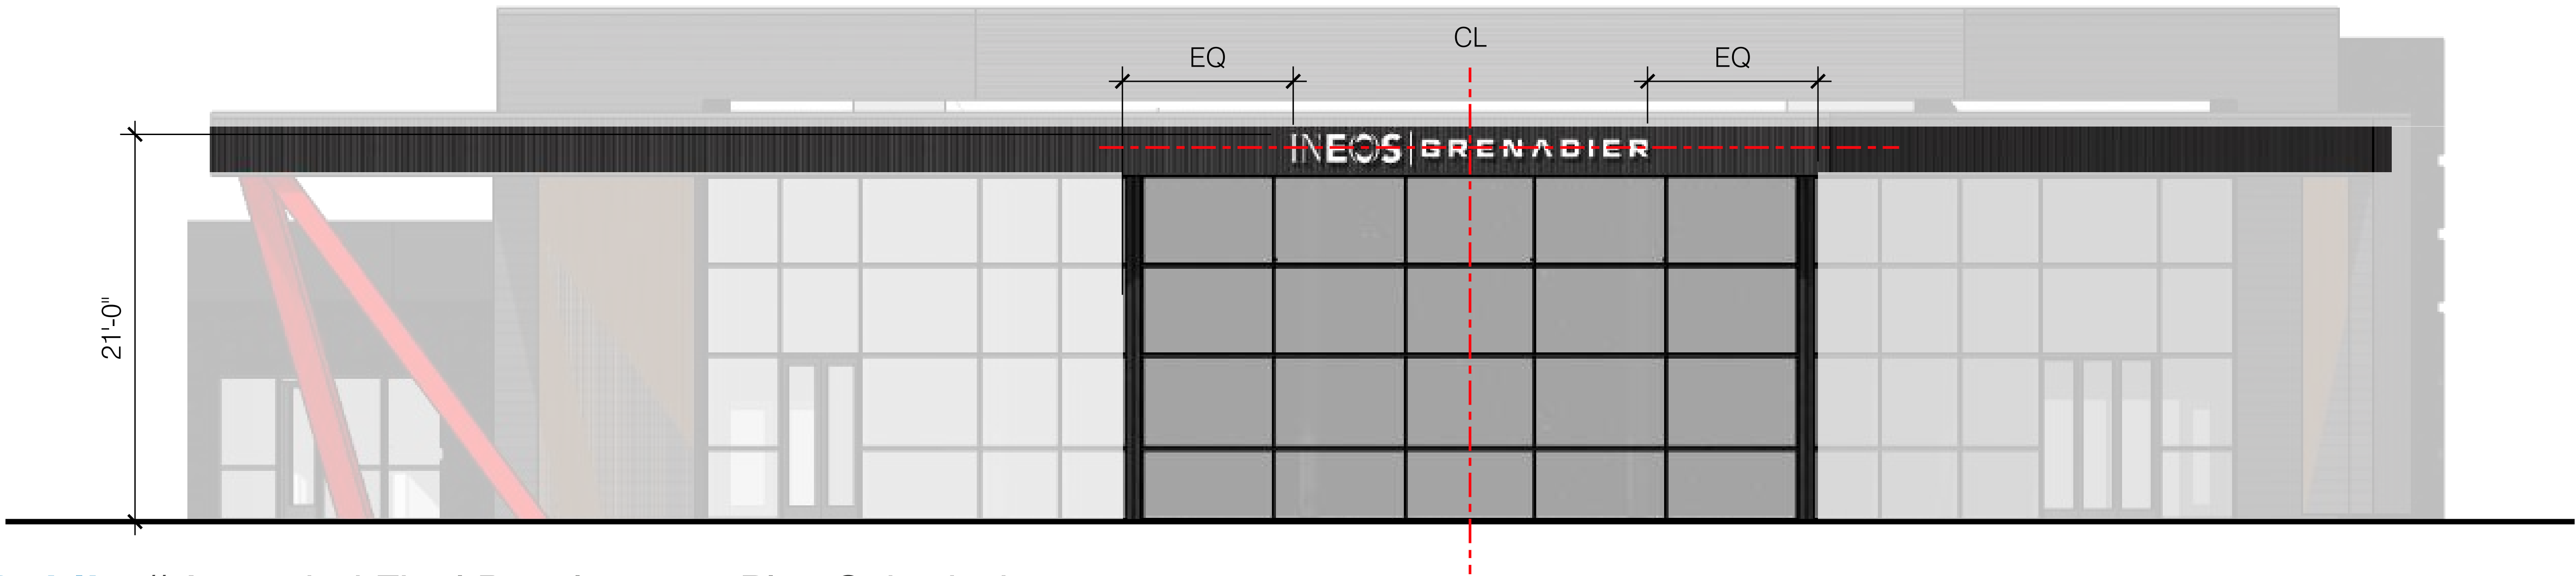 CL
EQ
EQ
INEOS | GRENADIER
21'-0"